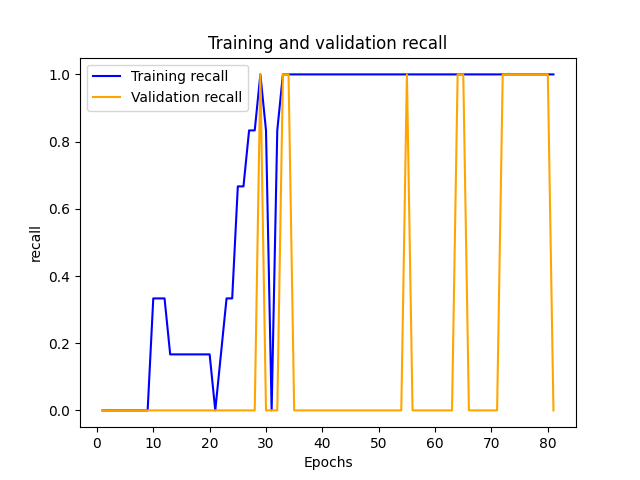 Training and validation recall
Training recall
Validation recall
recall
1.0
0.8
0.6
0.4
0.2
0.0
0 10 20 30 40 50 60 70 80
Epochs